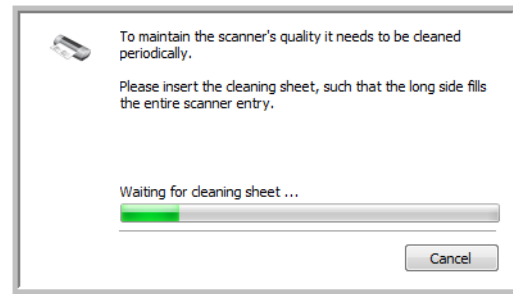 To maintain the scanner's quality it needs to be cleaned
periodically.
Please insert the cleaning sheet, such that the long side fills
the entire scanner entry.
Waiting for cleaning sheet ...
Cancel